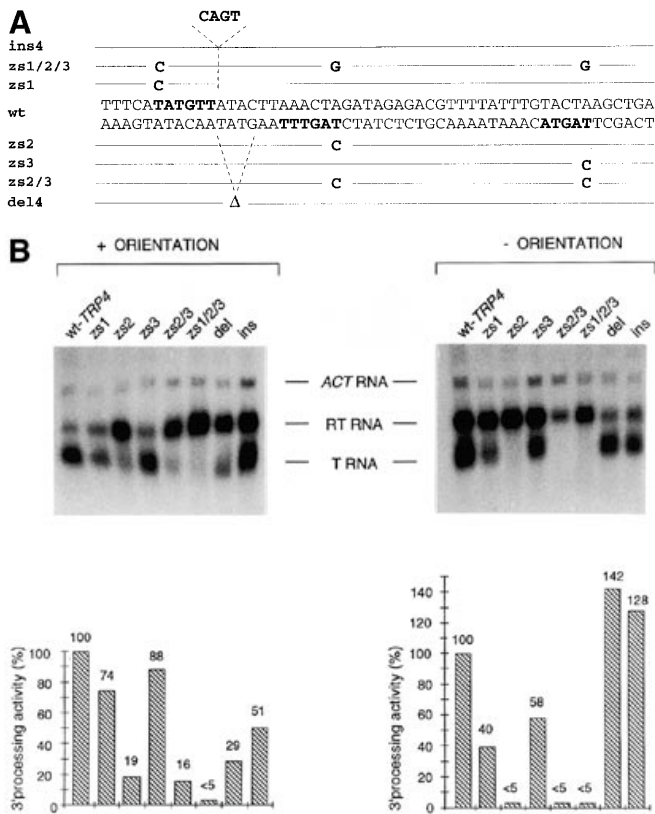 A
CAGT
ins4
zs1/2/3 C G G
zs1 C
wt
TTTCATATGTTATACTTAAACTAGATAGAGACGTTTTATTTGTACTAAGCTGA
AAAGTATACAATATGAATTTGATCTATCTCTGCAAAATAAACATGATTCGACT
zs2 C
zs3 C
zs2/3 C C
del4 Δ
B
+ ORIENTATION
wt-TRP4 zs1 zs2 zs3 zs2/3 zs1/2/3 del ins
- ORIENTATION
wt-TRP4 zs1 zs2 zs3 zs2/3 zs1/2/3 del ins
ACT RNA
RT RNA
T RNA
3'processing activity (%)
100
80
60
40
20
0
100 74 19 88 16 <5 29 51
3'processing activity (%)
140
120
100
80
60
40
20
0
100 40 <5 58 <5 <5 142 128